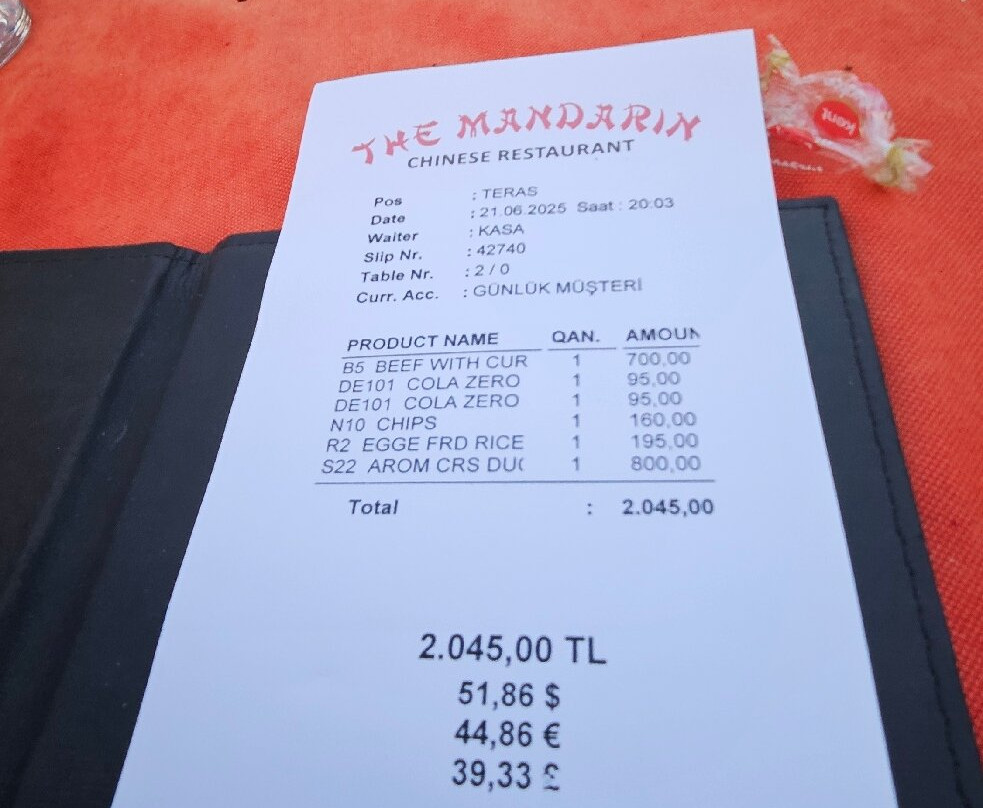 THE MANDARIN
CHINESE RESTAURANT
Pos : TERAS
Date : 21.06.2025 Saat : 20:03
Waiter : KASA
Slip Nr. : 42740
Table Nr. : 2 / 0
Curr. Acc. : GÜNLÜK MÜŞTERİ
PRODUCT NAME QAN. AMOUN
B5 BEEF WITH CUR 1 700,00
DE101 COLA ZERO 1 95,00
DE101 COLA ZERO 1 95,00
N10 CHIPS 1 160,00
R2 EGGE FRD RICE 1 195,00
S22 AROM CRS DU 1 800,00
Total : 2.045,00
2.045,00 TL
51,86 $
44,86 €
39,33 £
kent